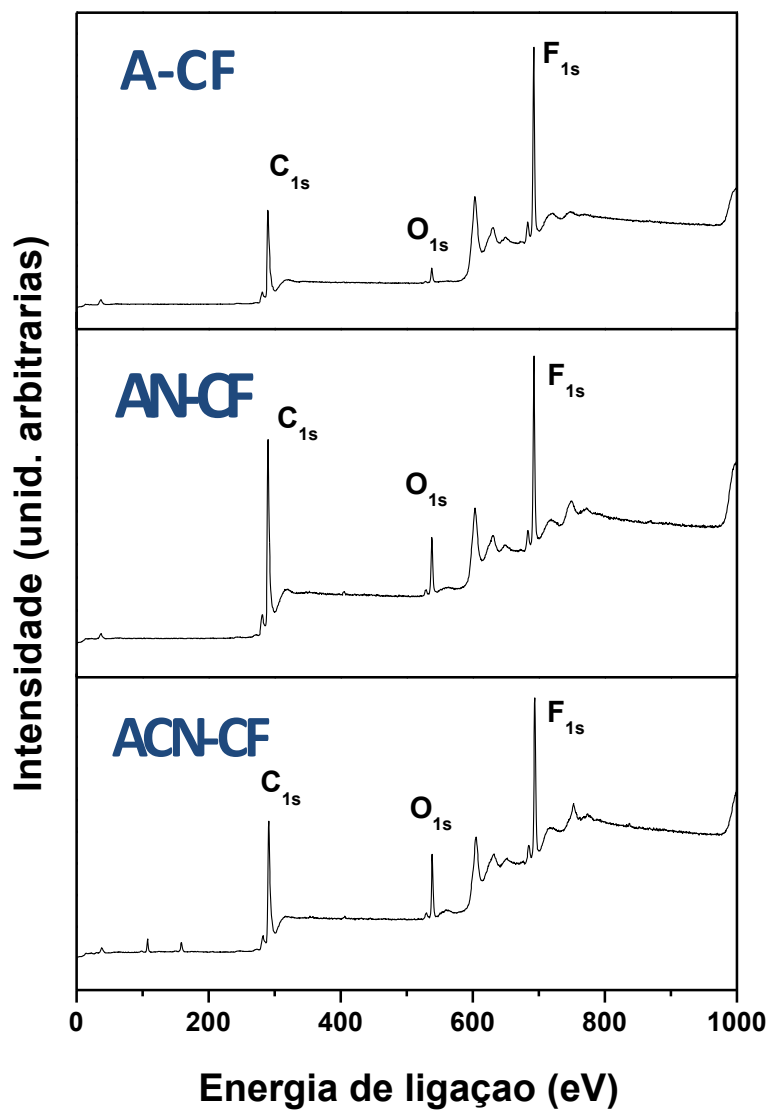 A-CF
F1s
C1s
O1s
AN-CF
F1s
C1s
O1s
ACN-CF
F1s
C1s
O1s
Intensidade (unid. arbitrarias)
0 200 400 600 800 1000
Energia de ligaçao (eV)